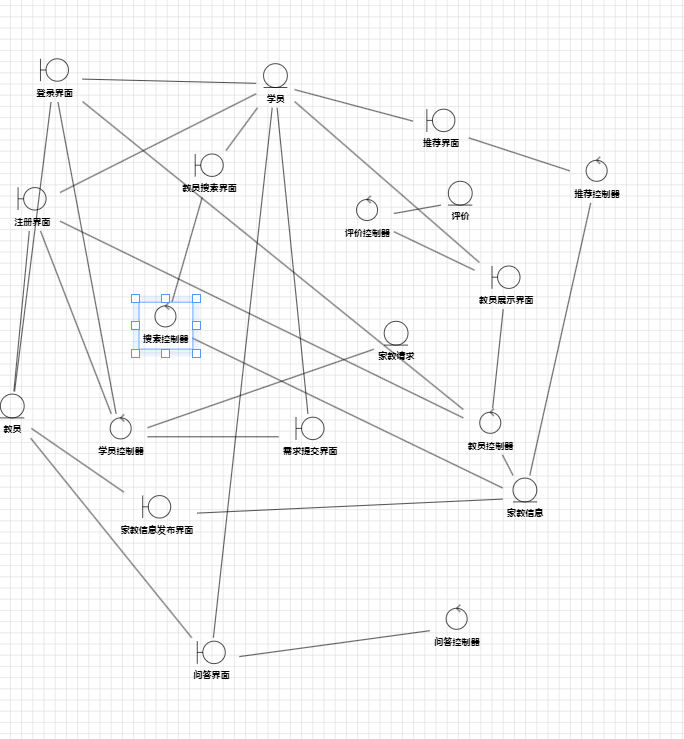 登录界面
学员
推荐界面
教员搜素界面
推荐控制器
注册界面
评价
评价控制器
教员展示界面
搜素控制器
家教请求
教员
学员控制器
需求提交界面
教员控制器
家教信息
家教信息发布界面
问答控制器
问答界面